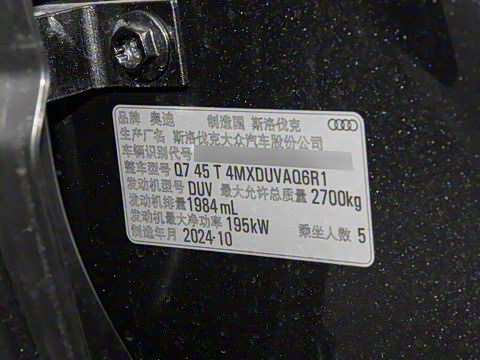 品牌 奥迪 制造国 斯洛伐克
生产厂名 斯洛伐克大众汽车股份公司
车辆识别代号
整车型号 Q7 45 T 4MXDUVAQ6R1
发动机型号 DUV 最大允许总质量 2700kg
发动机排量 1984 mL
发动机最大净功率 195kW
制造年月 2024-10 乘坐人数 5